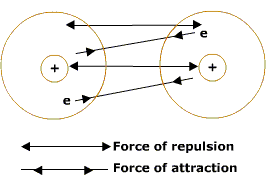 e
+ +
e
Force of repulsion
Force of attraction